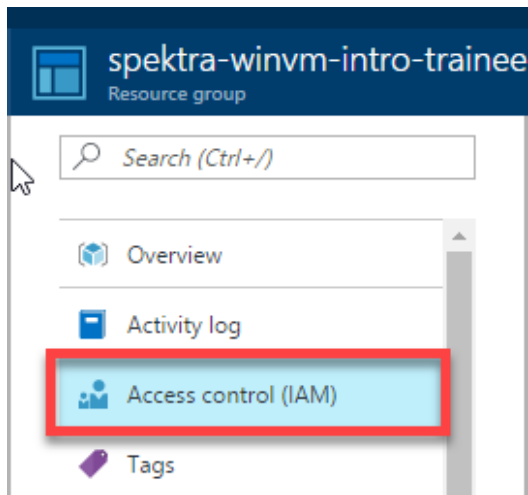 spektra-winvm-intro-trainee
Resource group
Search (Ctrl+/)
Overview
Activity log
Access control (IAM)
Tags